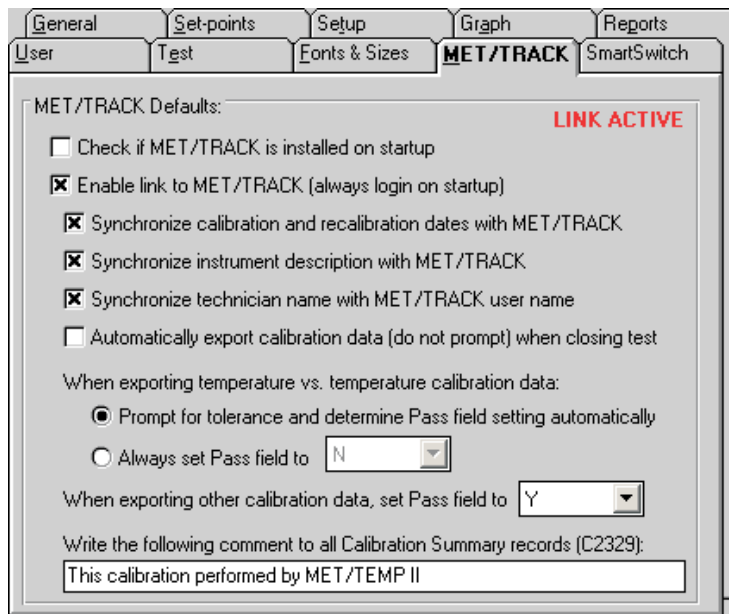 General Set-points Setup Graph Reports
User Test Fonts & Sizes MET/TRACK SmartSwitch
MET/TRACK Defaults:
LINK ACTIVE
Check if MET/TRACK is installed on startup
Enable link to MET/TRACK (always login on startup)
Synchronize calibration and recalibration dates with MET/TRACK
Synchronize instrument description with MET/TRACK
Synchronize technician name with MET/TRACK user name
Automatically export calibration data (do not prompt) when closing test
When exporting temperature vs. temperature calibration data:
Prompt for tolerance and determine Pass field setting automatically
Always set Pass field to N
When exporting other calibration data, set Pass field to Y
Write the following comment to all Calibration Summary records (C2329):
This calibration performed by MET/TEMP II